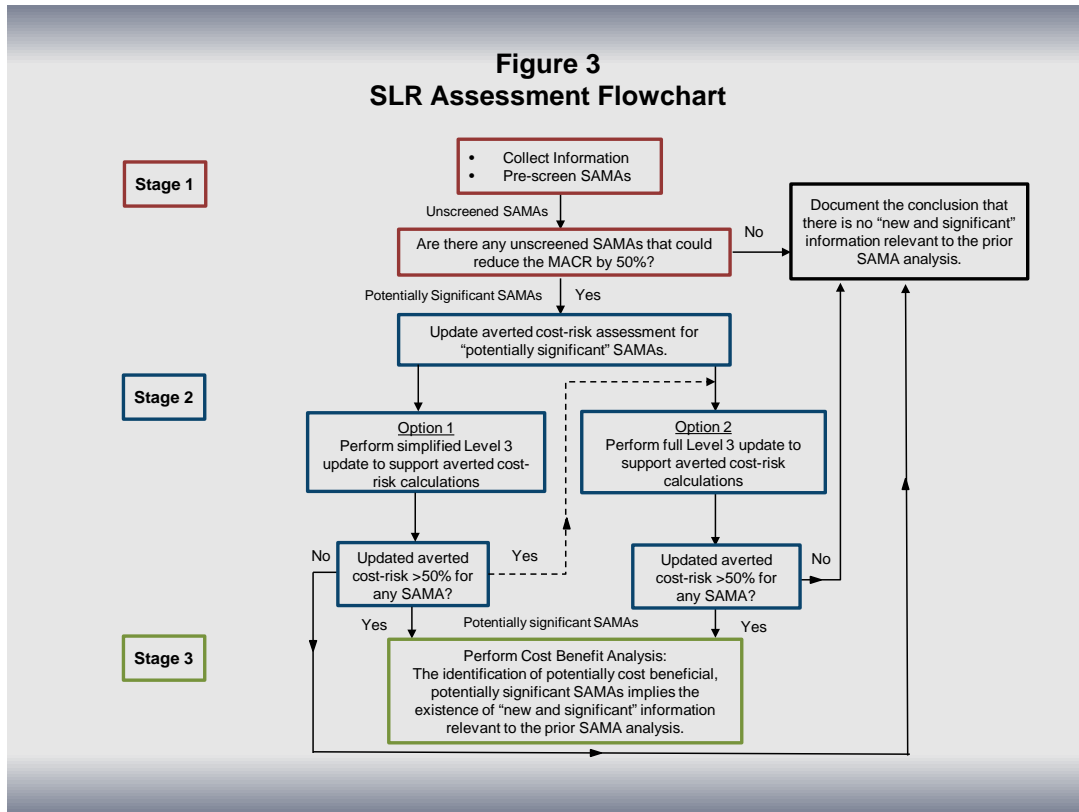 Figure 3
SLR Assessment Flowchart
Stage 1
• Collect Information
• Pre-screen SAMAs
Unscreened SAMAs
Are there any unscreened SAMAs that could
reduce the MACR by 50%?
No
Document the conclusion that
there is no “new and significant”
information relevant to the prior
SAMA analysis.
Potentially Significant SAMAs
Yes
Update averted cost-risk assessment for
“potentially significant” SAMAs.
Stage 2
Option 1
Perform simplified Level 3
update to support averted cost-
risk calculations
Option 2
Perform full Level 3 update to
support averted cost-risk
calculations
No
Updated averted
cost-risk >50% for
any SAMA?
Yes
Updated averted
cost-risk >50% for
any SAMA?
No
Yes
Potentially significant SAMAs
Yes
Stage 3
Perform Cost Benefit Analysis:
The identification of potentially cost beneficial,
potentially significant SAMAs implies the
existence of “new and significant” information
relevant to the prior SAMA analysis.